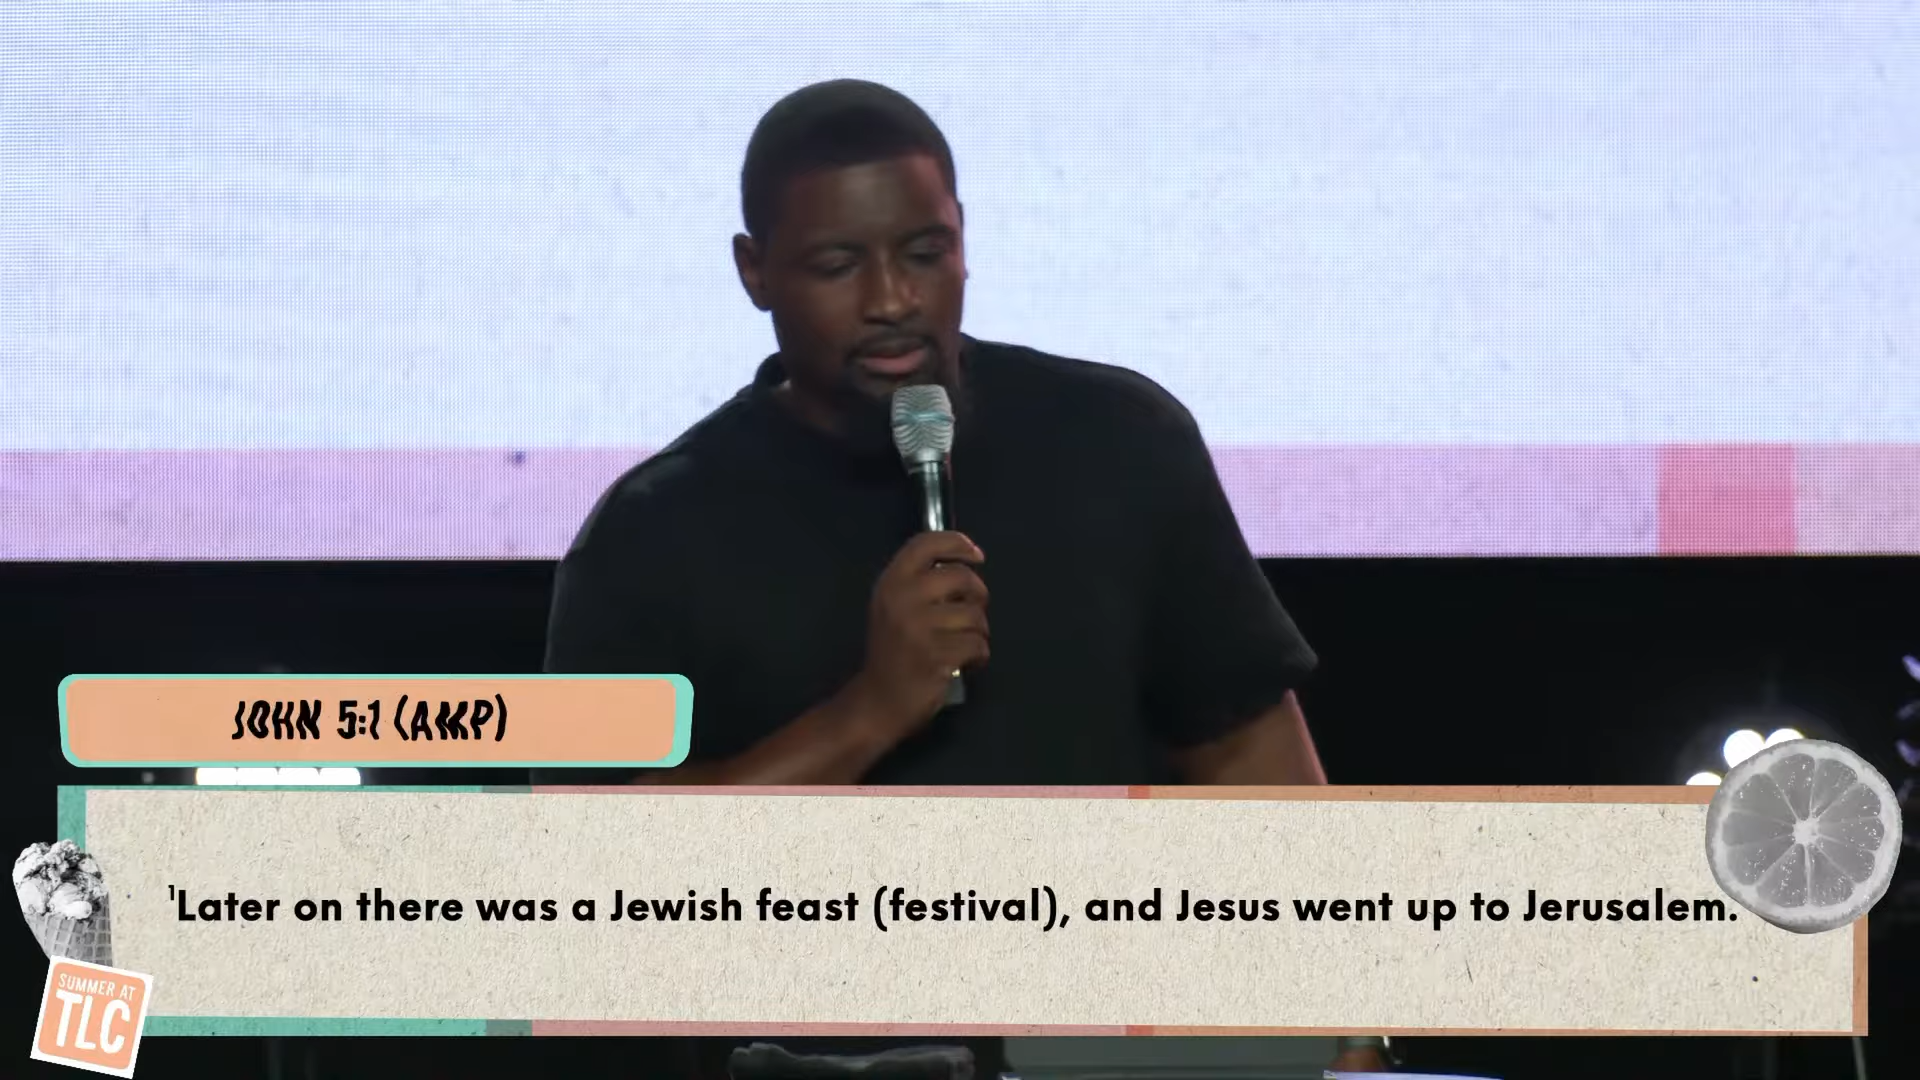 JOHN 5:1 (AMP)
¹Later on there was a Jewish feast (festival), and Jesus went up to Jerusalem.
SUMMER AT
TLC